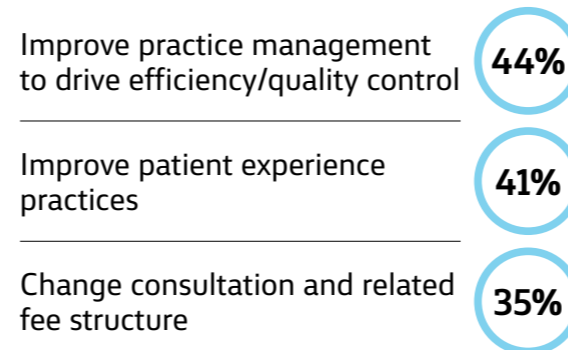 Improve practice management
to drive efficiency/quality control
44%
Improve patient experience
practices
41%
Change consultation and related
fee structure
35%